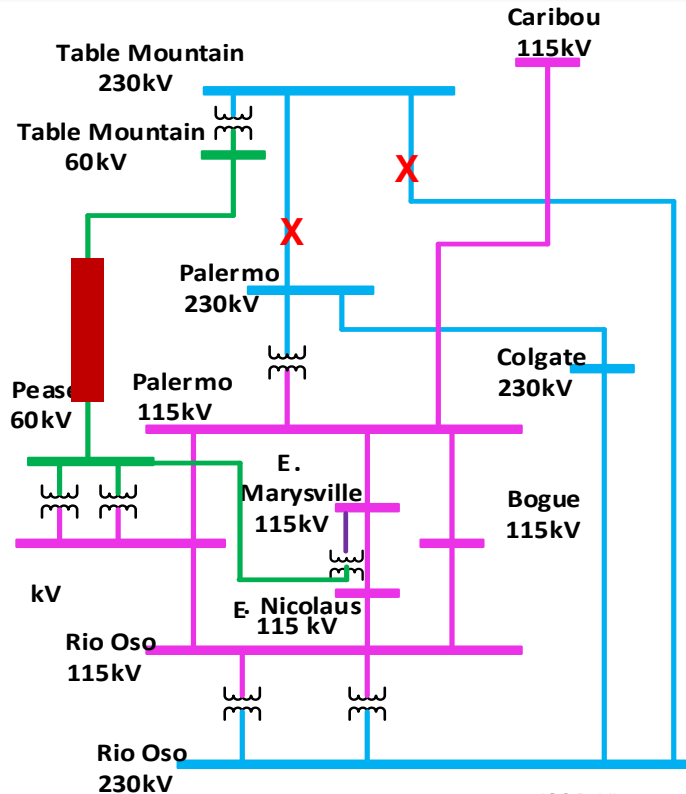 Caribou
115kV
Table Mountain
230kV
Table Mountain
60kV
X
X
Palermo
230kV
Colgate
230kV
Palermo
115kV
Pease
60kV
E.
Marysville
115kV
Bogue
115kV
kV
E. Nicolaus
115 kV
Rio Oso
115kV
Rio Oso
230kV